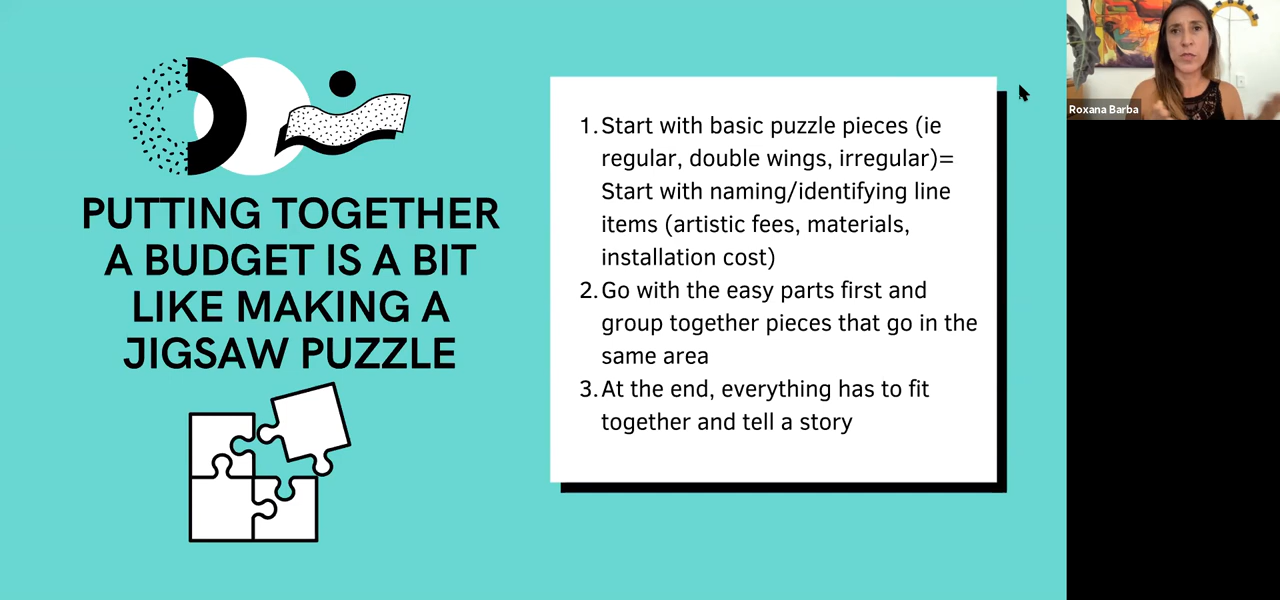 PUTTING TOGETHER
A BUDGET IS A BIT
LIKE MAKING A
JIGSAW PUZZLE
1. Start with basic puzzle pieces (ie
regular, double wings, irregular)=
Start with naming/identifying line
items (artistic fees, materials,
installation cost)
2. Go with the easy parts first and
group together pieces that go in the
same area
3. At the end, everything has to fit
together and tell a story
Roxana Barba